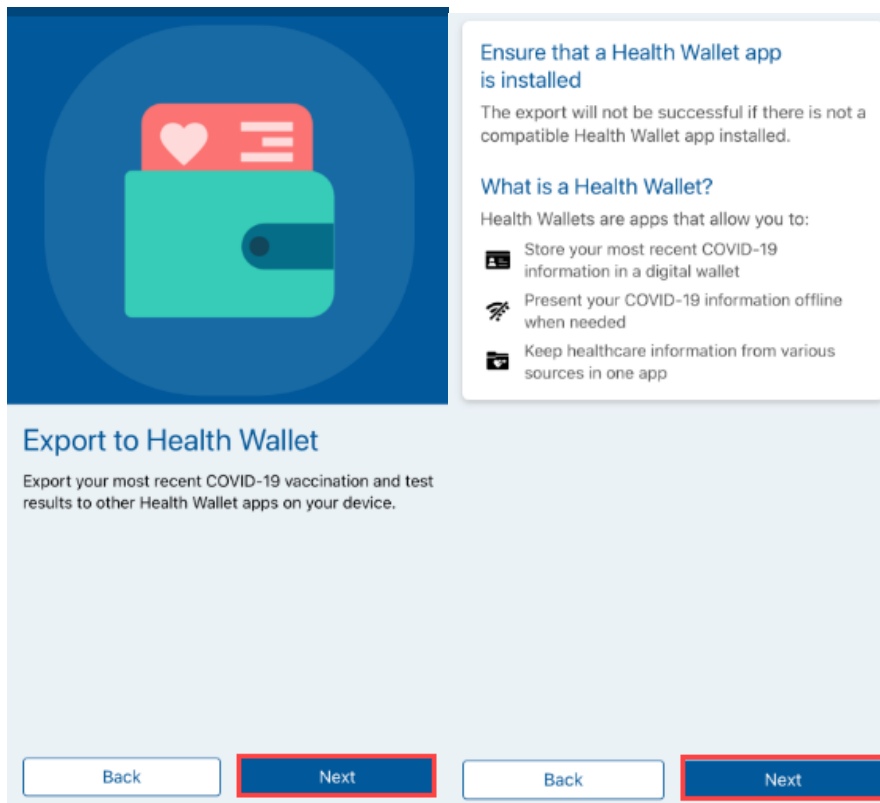 Export to Health Wallet
Export your most recent COVID-19 vaccination and test
results to other Health Wallet apps on your device.
Back
Next
Ensure that a Health Wallet app
is installed
The export will not be successful if there is not a
compatible Health Wallet app installed.
What is a Health Wallet?
Health Wallets are apps that allow you to:
Store your most recent COVID-19
information in a digital wallet
Present your COVID-19 information offline
when needed
Keep healthcare information from various
sources in one app
Back
Next